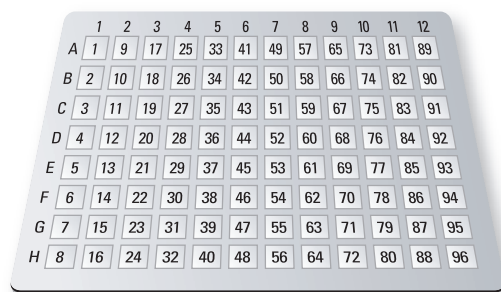 1 2 3 4 5 6 7 8 9 10 11 12
A 1 9 17 25 33 41 49 57 65 73 81 89
B 2 10 18 26 34 42 50 58 66 74 82 90
C 3 11 19 27 35 43 51 59 67 75 83 91
D 4 12 20 28 36 44 52 60 68 76 84 92
E 5 13 21 29 37 45 53 61 69 77 85 93
F 6 14 22 30 38 46 54 62 70 78 86 94
G 7 15 23 31 39 47 55 63 71 79 87 95
H 8 16 24 32 40 48 56 64 72 80 88 96